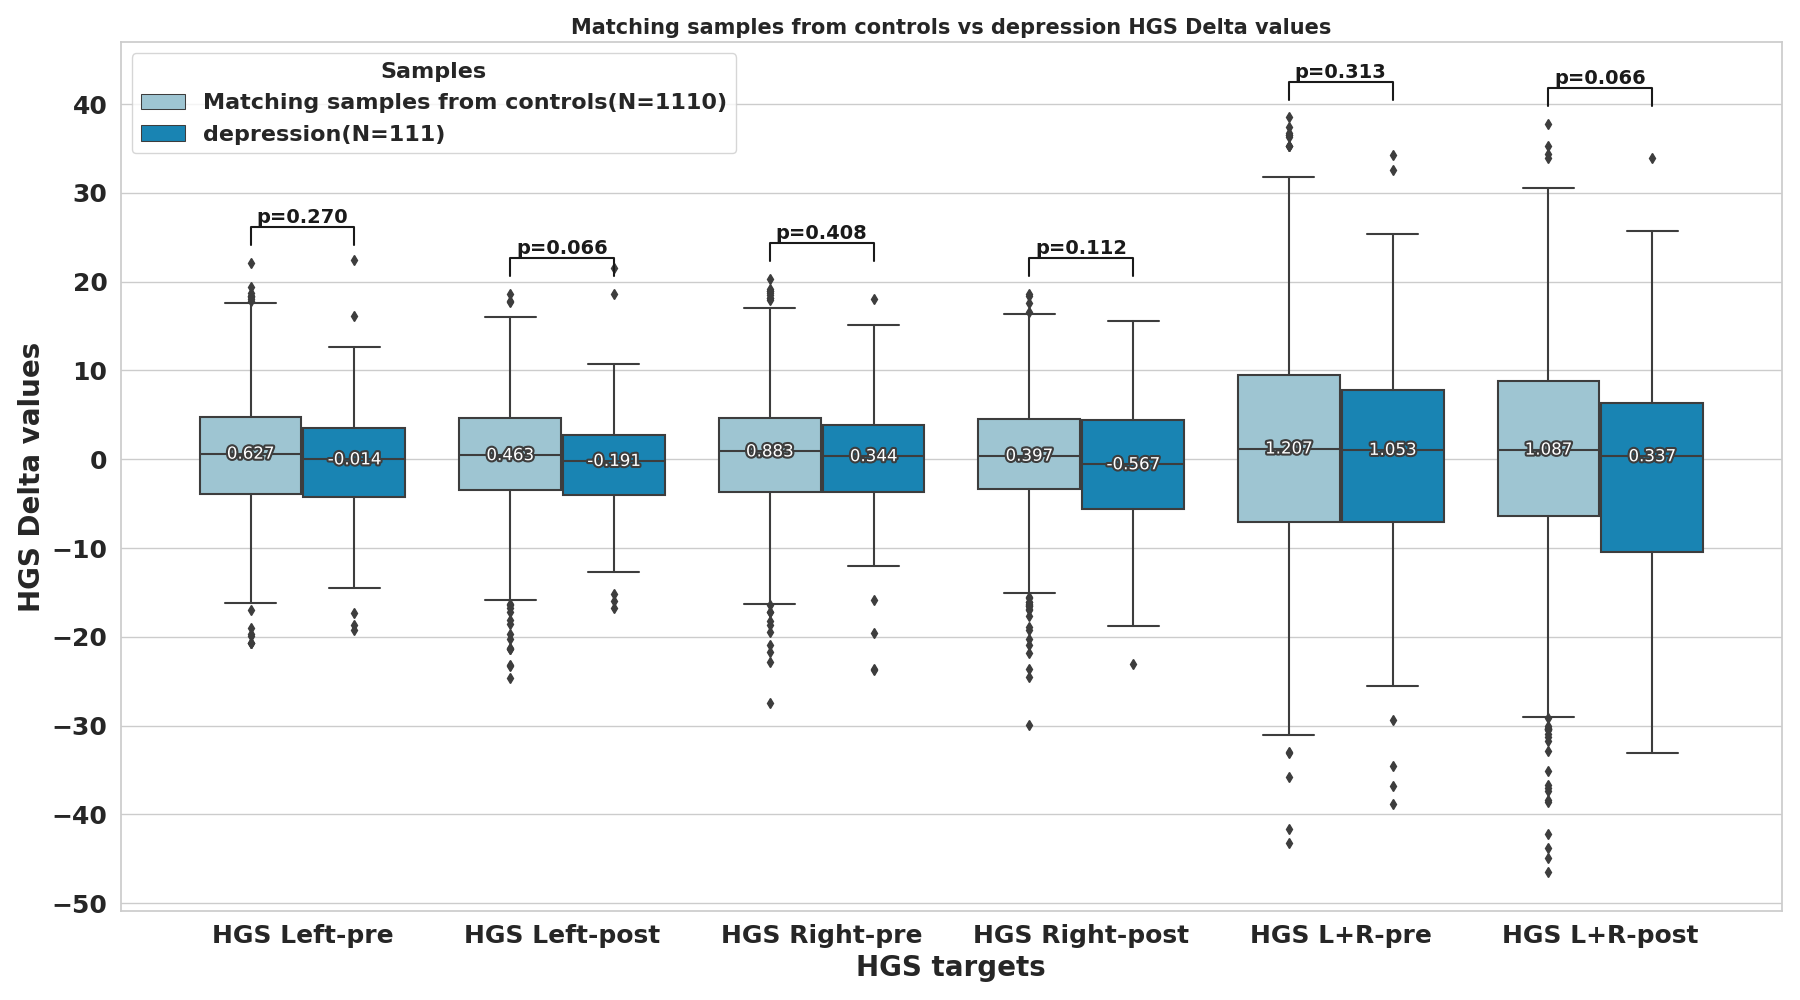 Matching samples from controls vs depression HGS Delta values
Samples
Matching samples from controls(N=1110)
depression(N=111)
p=0.270
p=0.066
p=0.408
p=0.112
p=0.313
p=0.066
HGS Delta values
40
30
20
10
0
−10
−20
−30
−40
−50
0.627
-0.014
0.463
-0.191
0.883
0.344
0.397
-0.567
1.207
1.053
1.087
0.337
HGS Left-pre
HGS Left-post
HGS Right-pre
HGS Right-post
HGS L+R-pre
HGS L+R-post
HGS targets